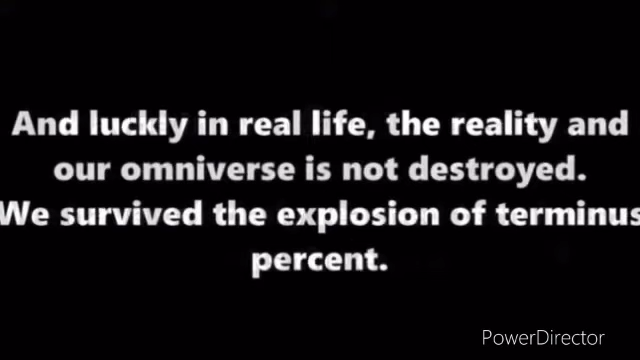 And luckly in real life, the reality and
our omniverse is not destroyed.
We survived the explosion of terminus
percent.
PowerDirector